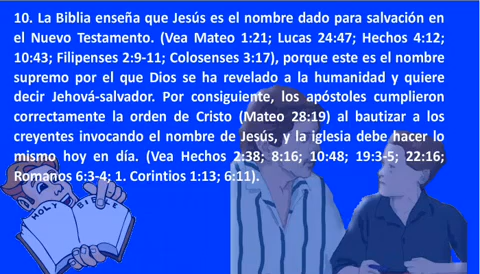 10. La Biblia enseña que Jesús es el nombre dado para salvación en
el Nuevo Testamento. (Vea Mateo 1:21; Lucas 24:47; Hechos 4:12;
10:43; Filipenses 2:9-11; Colosenses 3:17), porque este es el nombre
supremo por el que Dios se ha revelado a la humanidad y quiere
decir Jehová-salvador. Por consiguiente, los apóstoles cumplieron
correctamente la orden de Cristo (Mateo 28:19) al bautizar a los
creyentes invocando el nombre de Jesús, y la iglesia debe hacer lo
mismo hoy en día. (Vea Hechos 2:38; 8:16; 10:48; 19:3-5; 22:16;
Romanos 6:3-4; 1. Corintios 1:13; 6:11).
HOLY BIBLE